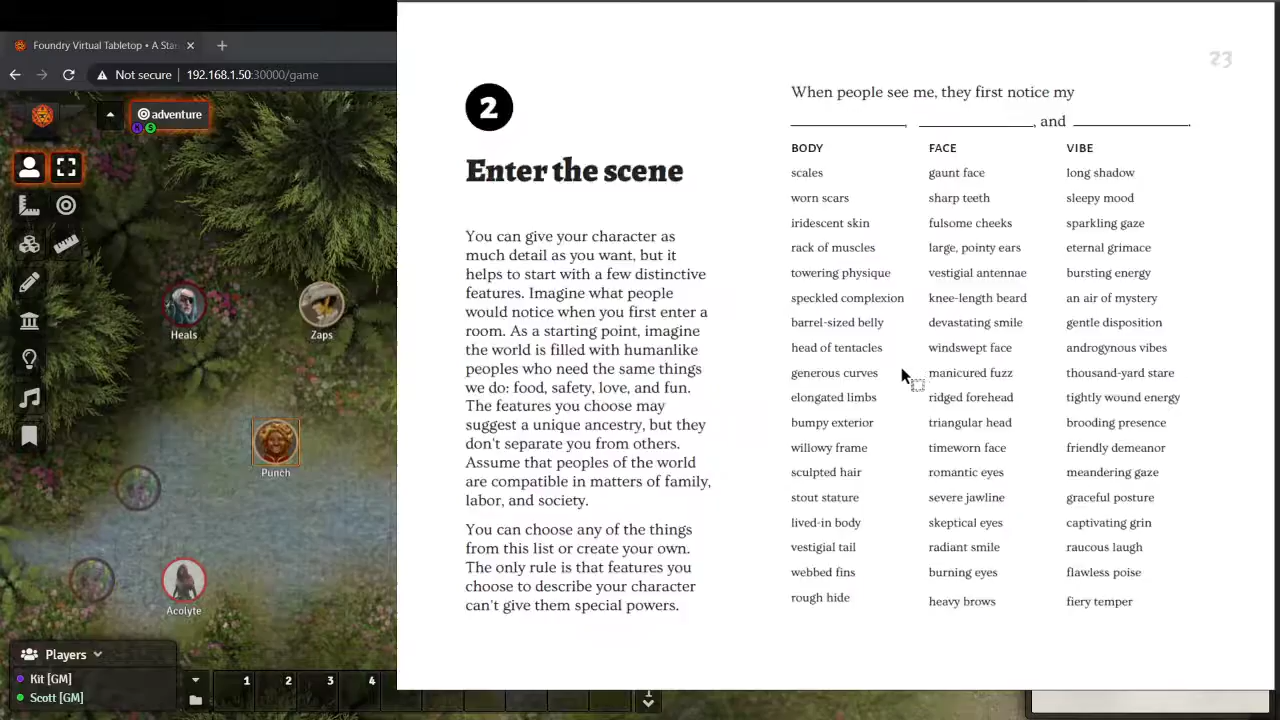 Foundry Virtual Tabletop · A Star
Not secure
192.168.1.50:30000/game
adventure
Heals
Zaps
Punch
Acolyte
Players
Kit [GM]
Scott [GM]
1 2 3 4
23
2
Enter the scene
You can give your character as
much detail as you want, but it
helps to start with a few distinctive
features. Imagine what people
would notice when you first enter a
room. As a starting point, imagine
the world is filled with humanlike
peoples who need the same things
we do: food, safety, love, and fun.
The features you choose may
suggest a unique ancestry, but they
don't separate you from others.
Assume that peoples of the world
are compatible in matters of family,
labor, and society.
You can choose any of the things
from this list or create your own.
The only rule is that features you
choose to describe your character
can't give them special powers.
When people see me, they first notice my
____________, ____________, and ____________.
BODY
scales
worn scars
iridescent skin
rack of muscles
towering physique
speckled complexion
barrel-sized belly
head of tentacles
generous curves
elongated limbs
bumpy exterior
willowy frame
sculpted hair
stout stature
lived-in body
vestigial tail
webbed fins
rough hide
FACE
gaunt face
sharp teeth
fulsome cheeks
large, pointy ears
vestigial antennae
knee-length beard
devastating smile
windswept face
manicured fuzz
ridged forehead
triangular head
timeworn face
romantic eyes
severe jawline
skeptical eyes
radiant smile
burning eyes
heavy brows
VIBE
long shadow
sleepy mood
sparkling gaze
eternal grimace
bursting energy
an air of mystery
gentle disposition
androgynous vibes
thousand-yard stare
tightly wound energy
brooding presence
friendly demeanor
meandering gaze
graceful posture
captivating grin
raucous laugh
flawless poise
fiery temper